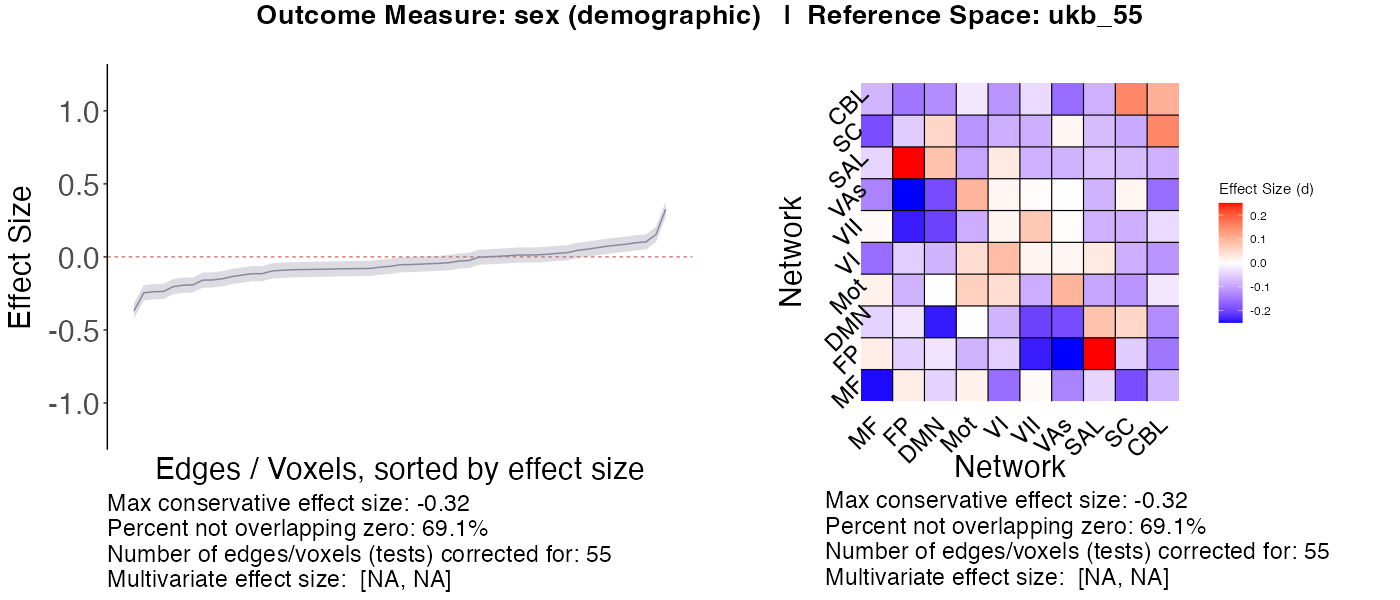 Outcome Measure: sex (demographic) | Reference Space: ukb_55
Effect Size
1.0
0.5
0.0
-0.5
-1.0
Edges / Voxels, sorted by effect size
Max conservative effect size: -0.32
Percent not overlapping zero: 69.1%
Number of edges/voxels (tests) corrected for: 55
Multivariate effect size: [NA, NA]
Network
CBL
SC
SAL
VAs
VII
VI
Mot
DMN
FP
MF
MF FP DMN Mot VI VII VAs SAL SC CBL
Network
Effect Size (d)
0.2
0.1
0.0
-0.1
-0.2
Max conservative effect size: -0.32
Percent not overlapping zero: 69.1%
Number of edges/voxels (tests) corrected for: 55
Multivariate effect size: [NA, NA]